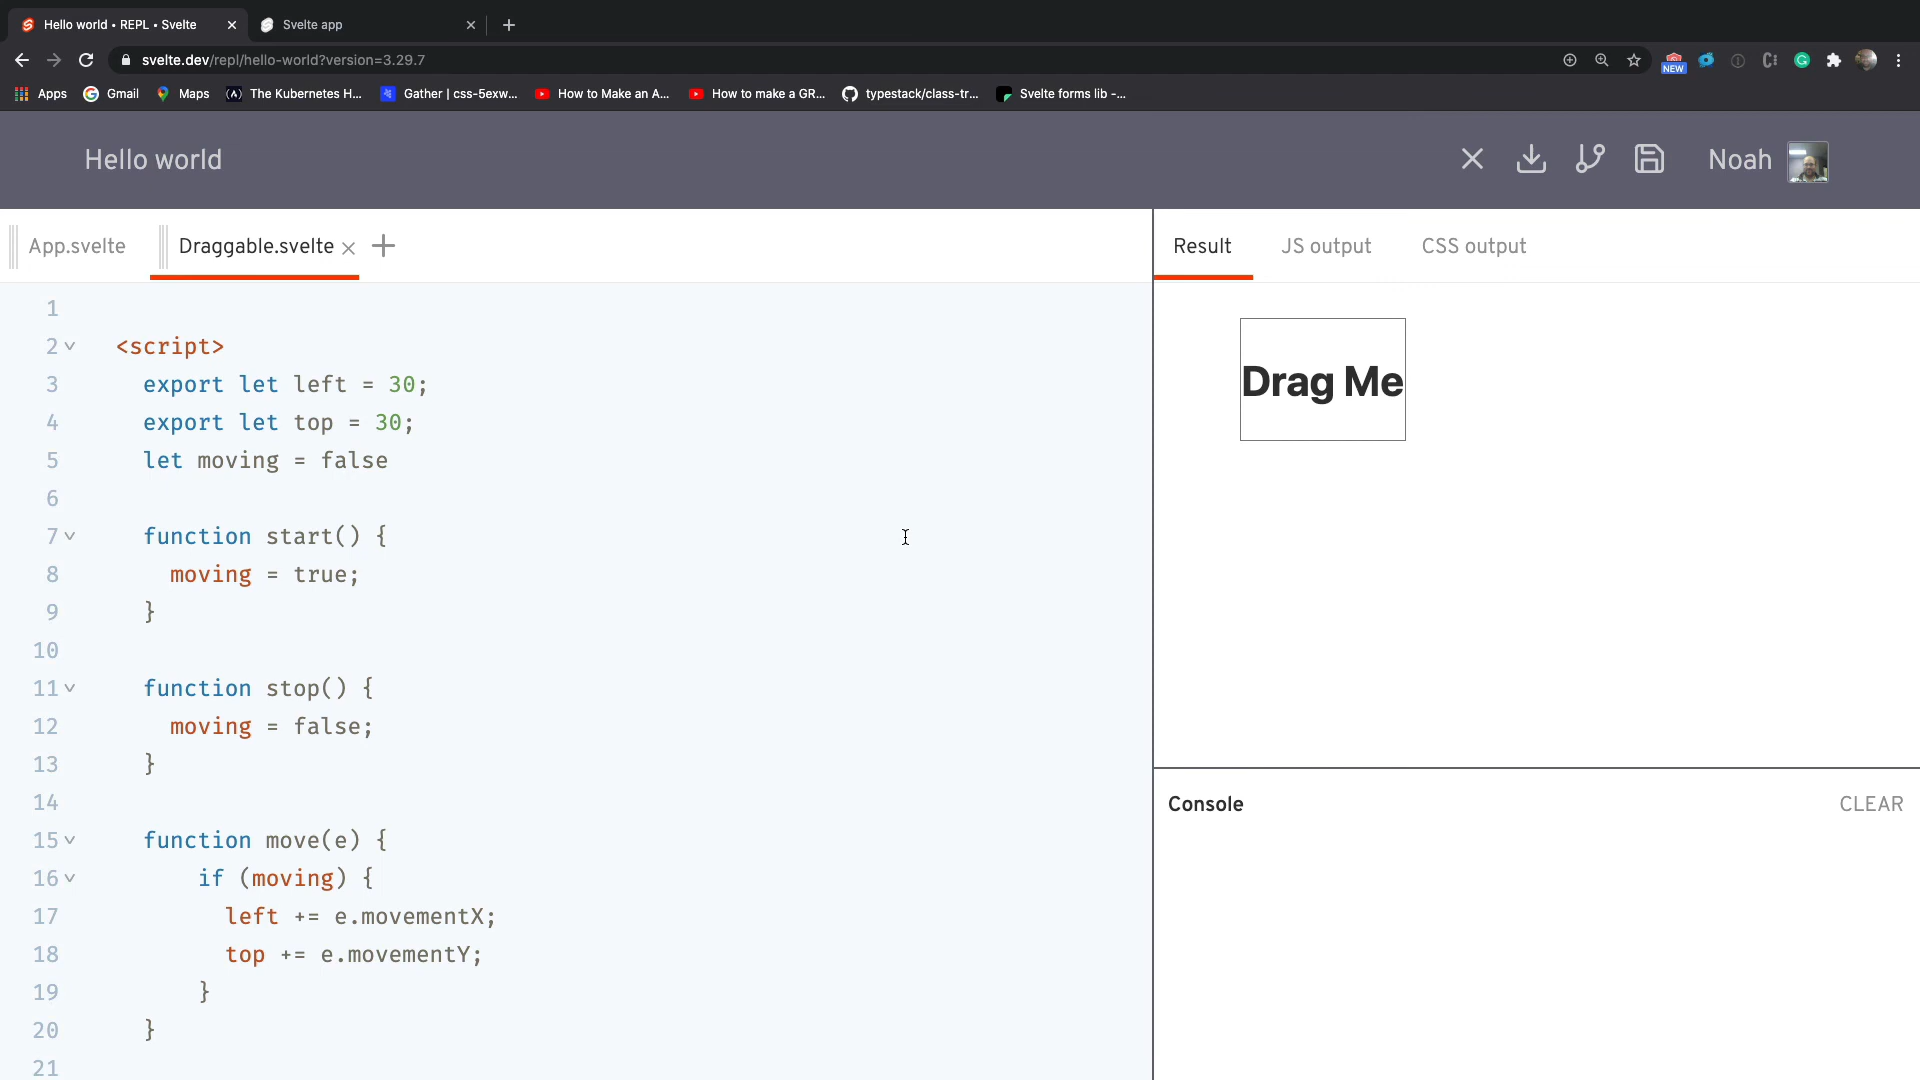 Hello world • REPL • Svelte
Svelte app
svelte.dev/repl/hello-world?version=3.29.7
NEW
Apps
Gmail
Maps
The Kubernetes H...
Gather | css-5exw...
How to Make an A...
How to make a GR...
typestack/class-tr...
Svelte forms lib -...
Hello world
Noah
App.svelte
Draggable.svelte
Result
JS output
CSS output
1
2 <script>
3 export let left = 30;
4 export let top = 30;
5 let moving = false
6
7 function start() {
8 moving = true;
9 }
10
11 function stop() {
12 moving = false;
13 }
14
15 function move(e) {
16 if (moving) {
17 left += e.movementX;
18 top += e.movementY;
19 }
20 }
21
Drag Me
Console
CLEAR